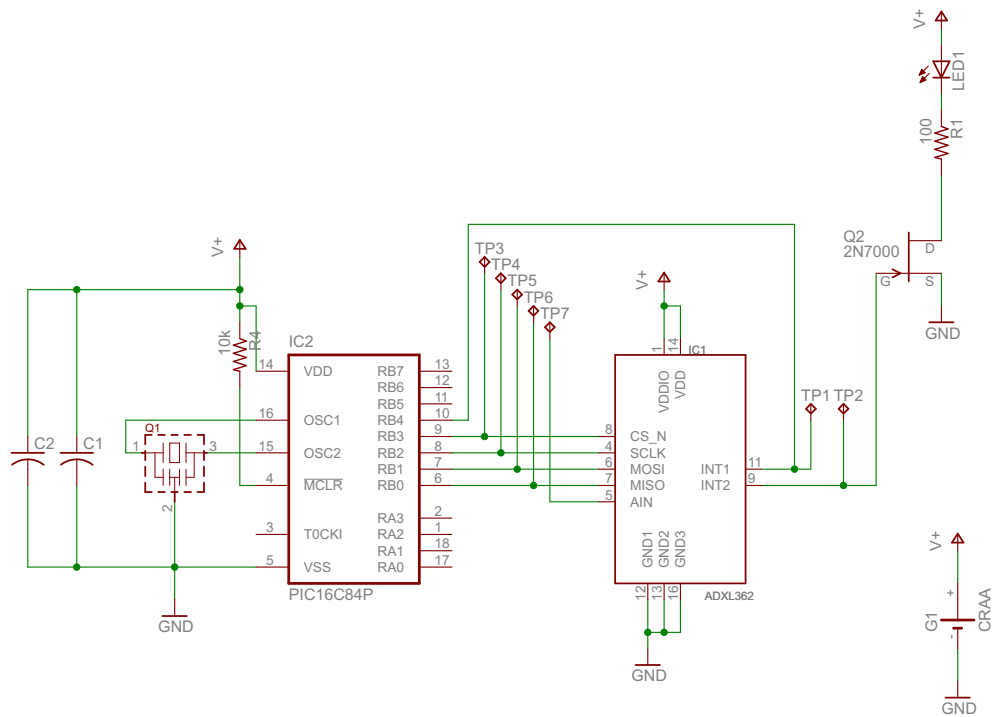 V+
LED1
100
R1
Q2
2N7000
D
G
S
GND
V+
10k
R4
C2
C1
IC2
14 VDD
16 OSC1
15 OSC2
4 MCLR
3 T0CKI
5 VSS
RB7 13
RB6 12
RB5 11
RB4 10
RB3 9
RB2 8
RB1 7
RB0 6
RA3 2
RA2 1
RA1 18
RA0 17
PIC16C84P
Q1
1
3
2
GND
TP3
TP4
TP5
TP6
TP7
V+
1
14
IC1
VDDIO
VDD
8 CS_N
4 SCLK
6 MOSI
7 MISO
5 AIN
INT1 11
INT2 9
GND1
GND2
GND3
12
13
16
ADXL362
GND
TP1
TP2
V+
+
G1
CRAA
-
GND